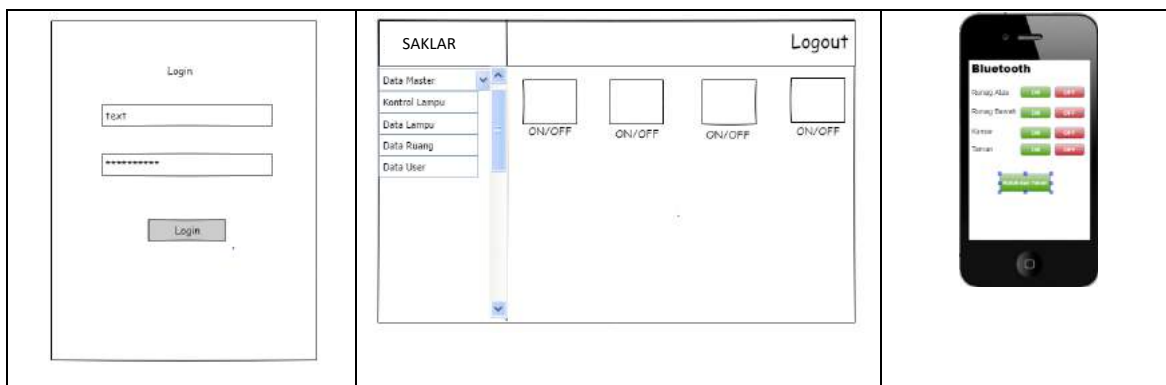 Login
text
**********
Login
SAKLAR
Logout
Data Master
Kontrol Lampu
Data Lampu
Data Ruang
Data User
ON/OFF
ON/OFF
ON/OFF
ON/OFF
Bluetooth
Ruang Atas
Ruang Bawah
Kamar
Taman